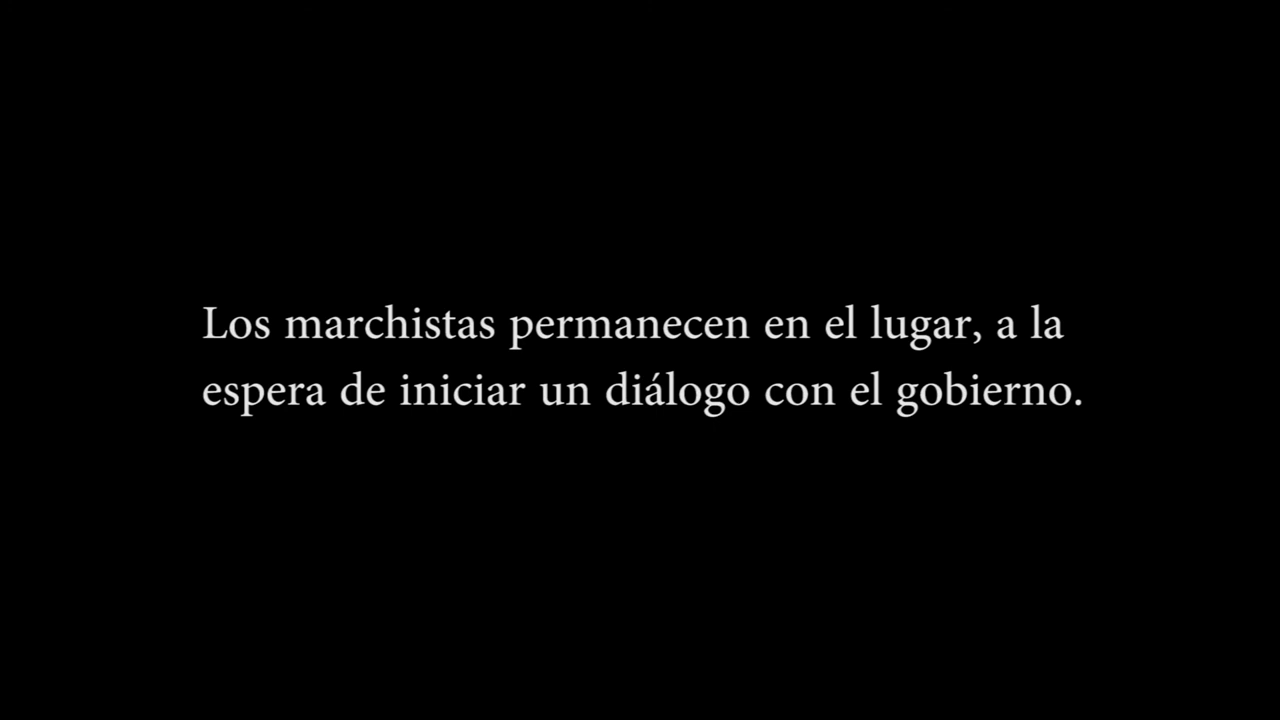 Los marchistas permanecen en el lugar, a la
espera de iniciar un diálogo con el gobierno.